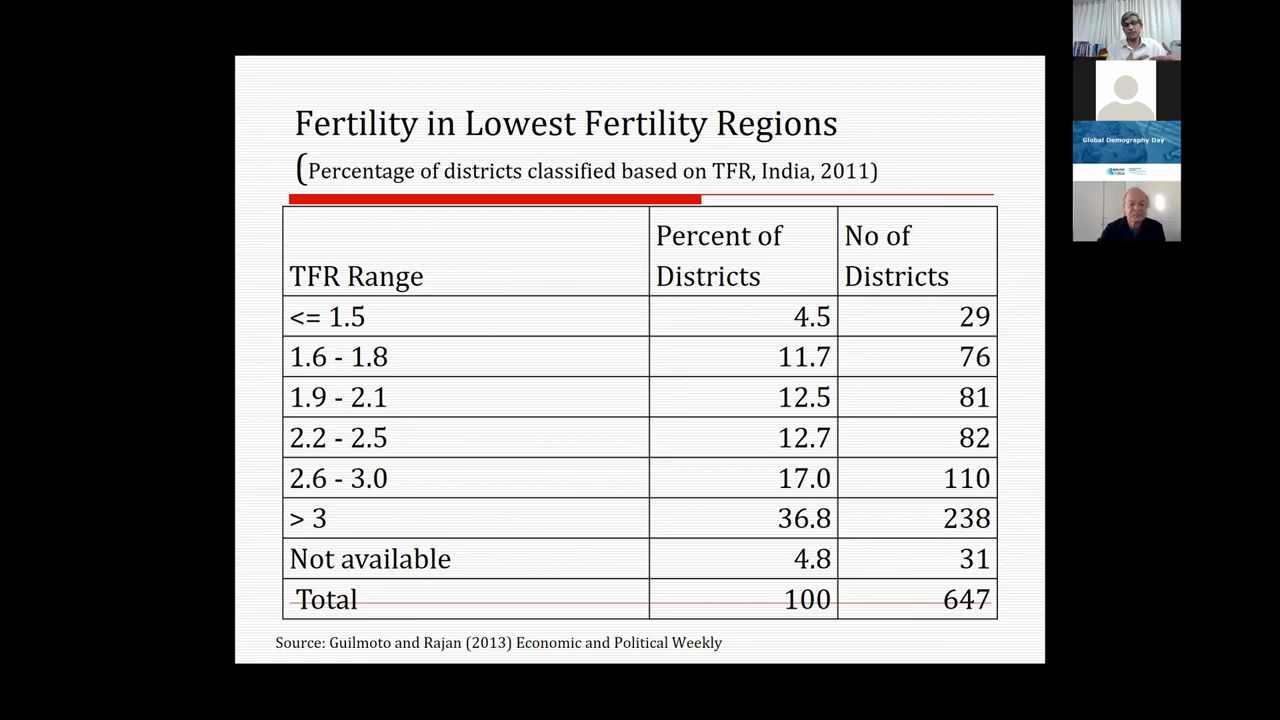 Fertility in Lowest Fertility Regions
(Percentage of districts classified based on TFR, India, 2011)
TFR Range Percent of Districts No of Districts
<= 1.5 4.5 29
1.6 - 1.8 11.7 76
1.9 - 2.1 12.5 81
2.2 - 2.5 12.7 82
2.6 - 3.0 17.0 110
> 3 36.8 238
Not available 4.8 31
Total 100 647
Source: Guilmoto and Rajan (2013) Economic and Political Weekly
Global Demography Day